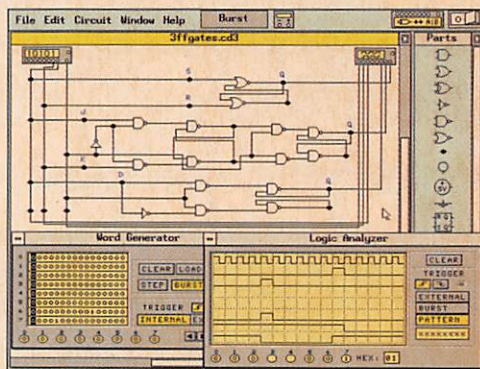 File Edit Circuit Window Help Burst
3ffgates.cd3
Parts
S
Q
R
J
Q
K
D
Q
5V
Word Generator
CLEAR LOAD
STEP BURST
TRIGGER
INTERNAL
Logic Analyzer
CLEAR
TRIGGER
EXTERNAL
BURST
PATTERN
HEX: 01